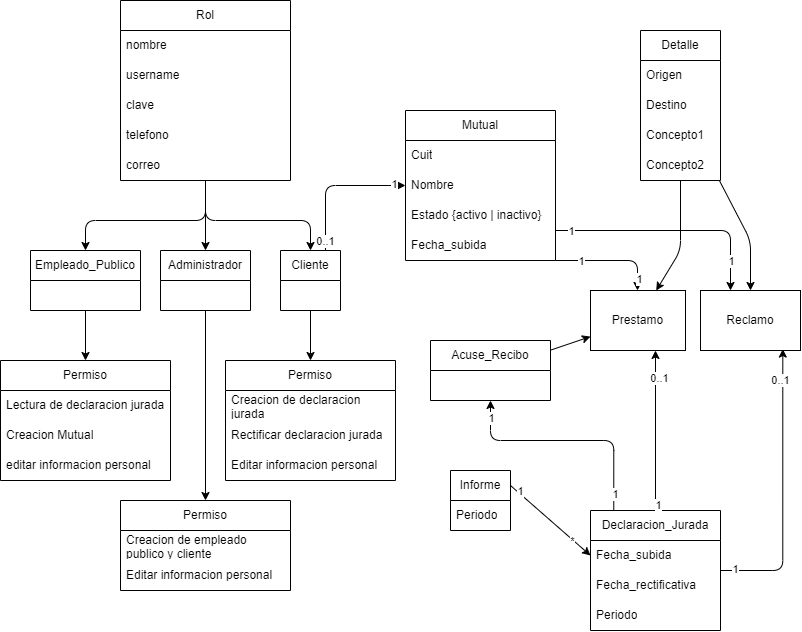 Rol
nombre
username
clave
telefono
correo
Detalle
Origen
Destino
Concepto1
Concepto2
Mutual
Cuit
Nombre
Estado {activo | inactivo}
Fecha_subida
1
0..1
1
1
1
1
Empleado_Publico
Administrador
Cliente
Prestamo
Reclamo
Acuse_Recibo
Permiso
Lectura de declaracion jurada
Creacion Mutual
editar informacion personal
Permiso
Creacion de declaracion
jurada
Rectificar declaracion jurada
Editar informacion personal
0..1
0..1
1
Informe
Periodo
1
1
1
*
1
Permiso
Creacion de empleado
publico y cliente
Editar informacion personal
Declaracion_Jurada
Fecha_subida
Fecha_rectificativa
Periodo